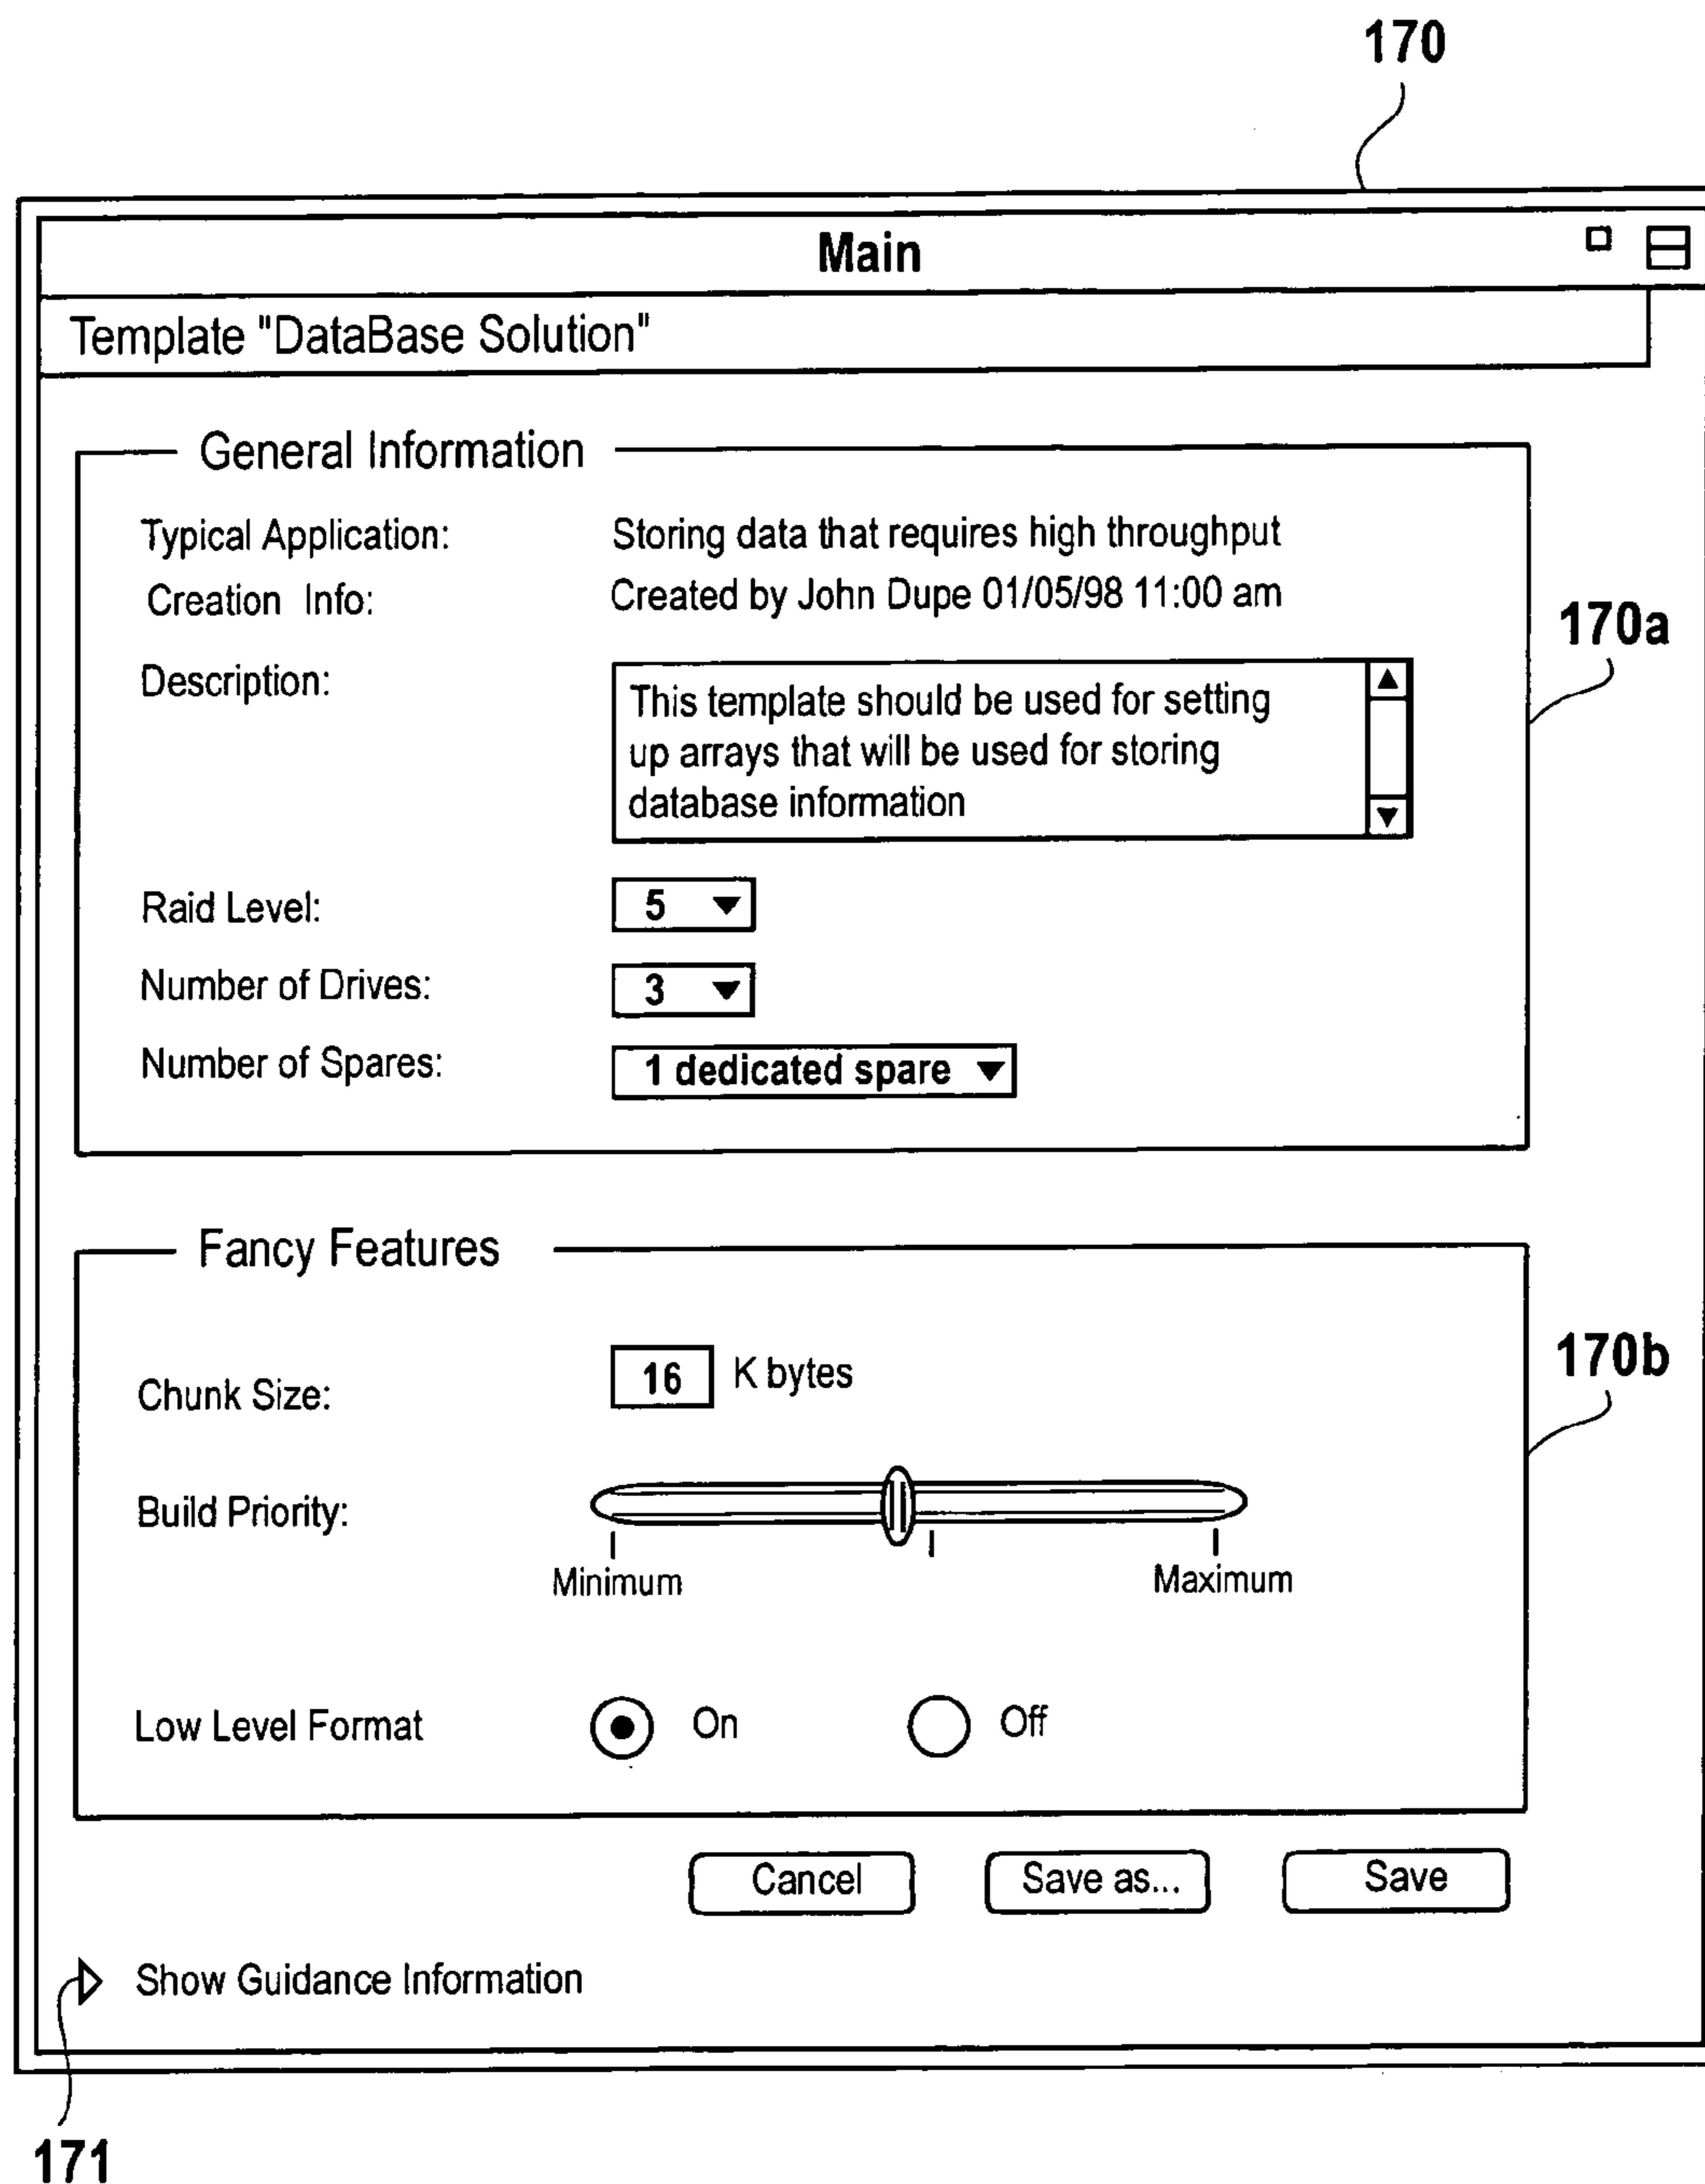 170
Main
Template "DataBase Solution"
General Information
Typical Application: Storing data that requires high throughput
Creation Info: Created by John Dupe 01/05/98 11:00 am
170a
Description: This template should be used for setting
up arrays that will be used for storing
database information
Raid Level: 5
Number of Drives: 3
Number of Spares: 1 dedicated spare
Fancy Features
170b
Chunk Size: 16 K bytes
Build Priority:
Minimum Maximum
Low Level Format On Off
Cancel Save as... Save
Show Guidance Information
171